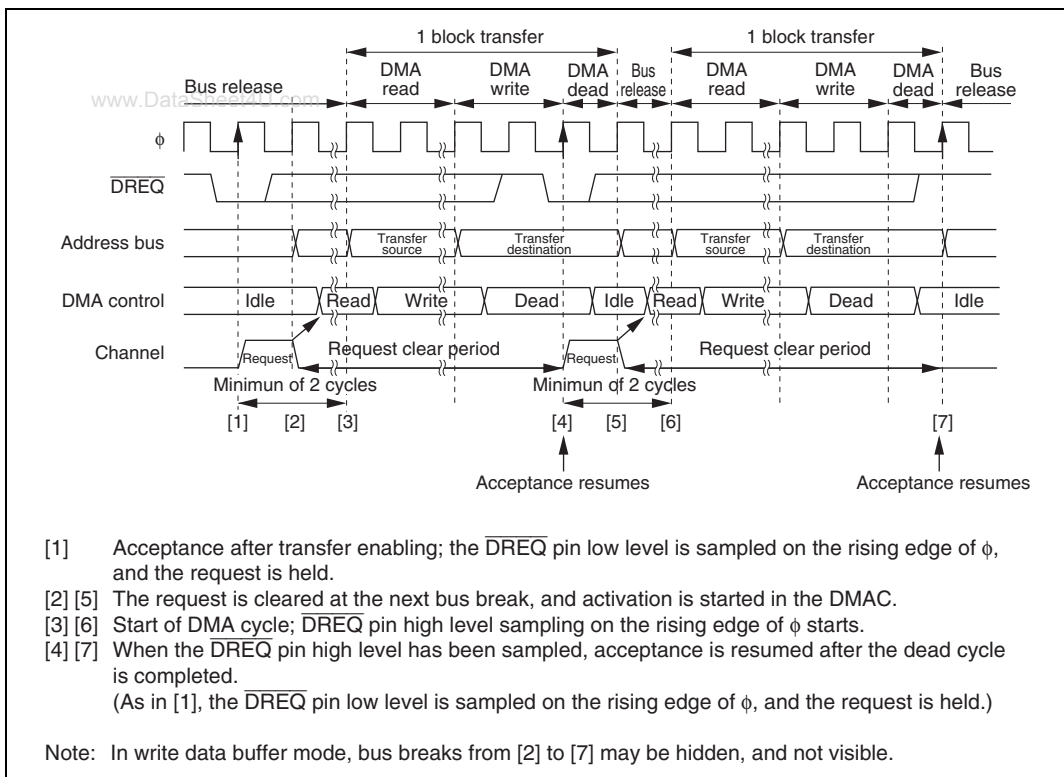 1 block transfer 1 block transfer
Bus release DMA read DMA write DMA dead Bus release DMA read DMA write DMA dead Bus release
www.DataSheet4U.com
ϕ
DREQ
Address bus Transfer source Transfer destination Transfer source Transfer destination
DMA control Idle Read Write Dead Idle Read Write Dead Idle
Channel Request Request clear period Request Request clear period
Minimun of 2 cycles Minimun of 2 cycles
[1] [2] [3] [4] [5] [6] [7]
Acceptance resumes Acceptance resumes
[1] Acceptance after transfer enabling; the DREQ pin low level is sampled on the rising edge of ϕ,
and the request is held.
[2] [5] The request is cleared at the next bus break, and activation is started in the DMAC.
[3] [6] Start of DMA cycle; DREQ pin high level sampling on the rising edge of ϕ starts.
[4] [7] When the DREQ pin high level has been sampled, acceptance is resumed after the dead cycle
is completed.
(As in [1], the DREQ pin low level is sampled on the rising edge of ϕ, and the request is held.)
Note: In write data buffer mode, bus breaks from [2] to [7] may be hidden, and not visible.